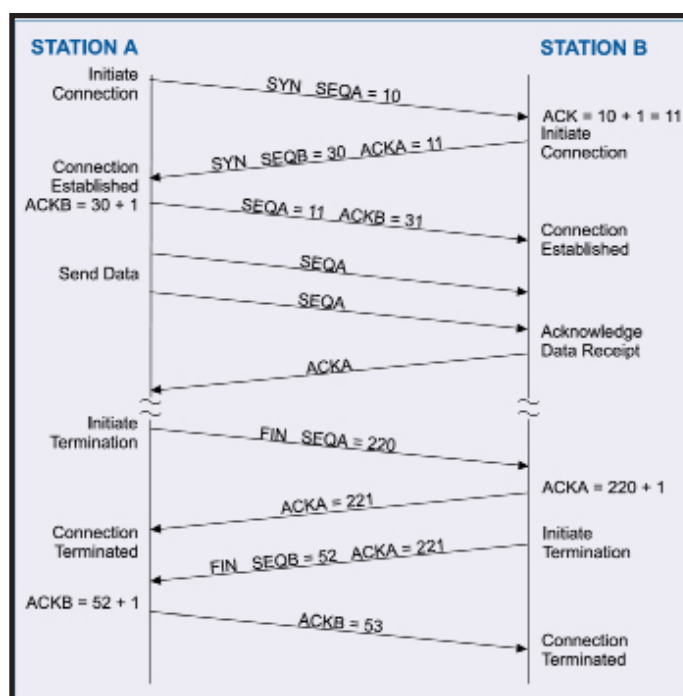 STATION A
STATION B
Initiate
Connection
SYN SEQA = 10
ACK = 10 + 1 = 11
Initiate
Connection
SYN SEQB = 30 ACKA = 11
Connection
Established
ACKB = 30 + 1
SEQA = 11 ACKB = 31
Connection
Established
SEQA
Send Data
SEQA
Acknowledge
Data Receipt
ACKA
Initiate
Termination
FIN SEQA = 220
ACKA = 220 + 1
ACKA = 221
Connection
Terminated
Initiate
Termination
FIN SEQB = 52 ACKA = 221
ACKB = 52 + 1
ACKB = 53
Connection
Terminated